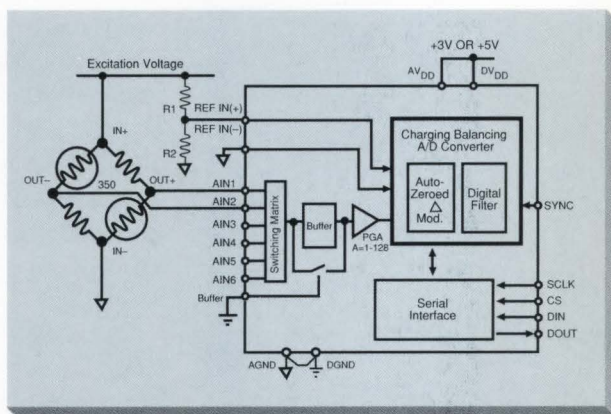 +3V OR +5V
Excitation Voltage
AVDD
DVDD
R1
REF IN(+)
IN+
REF IN(–)
R2
Charging Balancing
A/D Converter
OUT–
350
OUT+
AIN1
AIN2
AIN3
AIN4
AIN5
AIN6
Switching Matrix
Buffer
PGA
A=1-128
Auto-
Zeroed
△
Mod.
Digital
Filter
SYNC
IN–
Buffer
Serial
Interface
SCLK
CS
DIN
DOUT
AGND
DGND